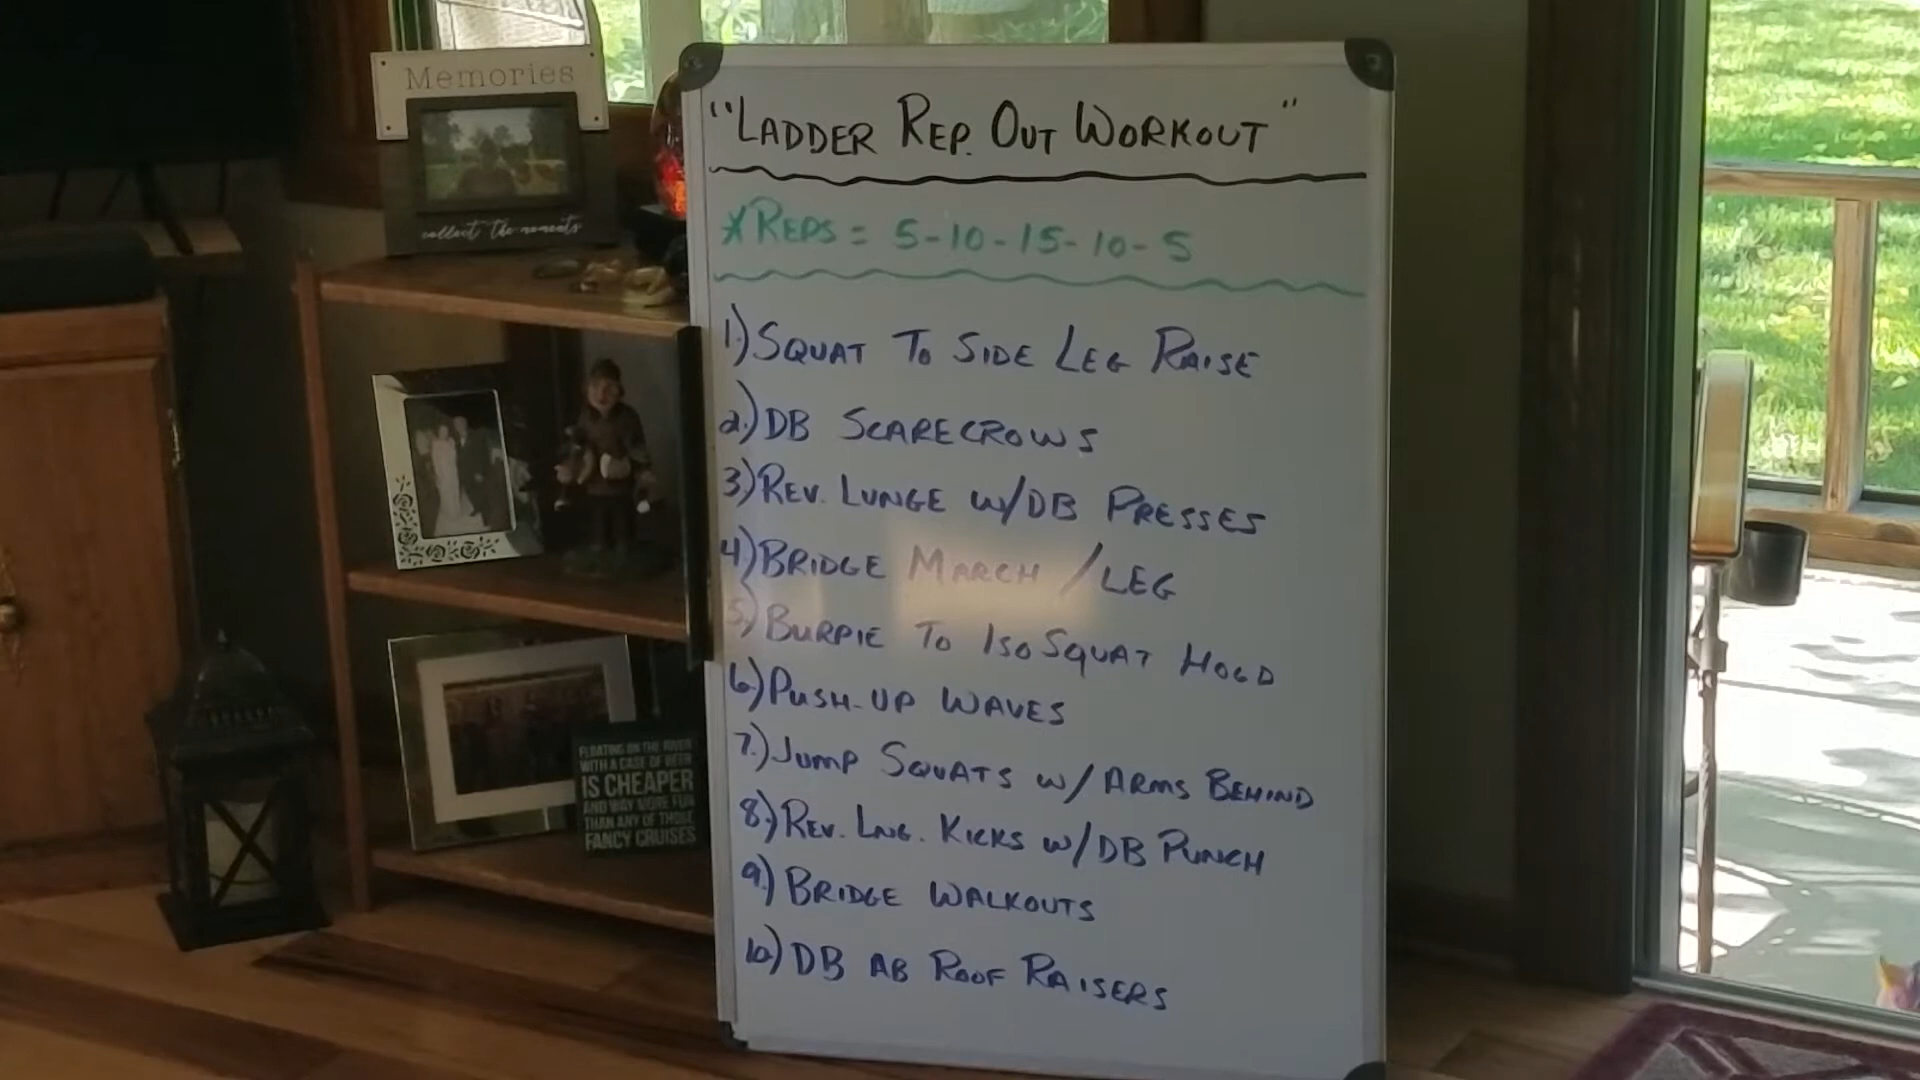 Memories
collect the moments
"LADDER REP. OUT WORKOUT"
*REPS = 5-10-15-10-5
1.) SQUAT TO SIDE LEG RAISE
2.) DB SCARECROWS
3.) REV. LUNGE W/DB PRESSES
4.) BRIDGE MARCH /LEG
5.) BURPIE TO ISO SQUAT HOLD
6.) PUSH-UP WAVES
7.) JUMP SQUATS W/ ARMS BEHIND
8.) REV. LNG. KICKS W/DB PUNCH
9.) BRIDGE WALKOUTS
10.) DB AB ROOF RAISERS
FLOATING ON THE RIVER
WITH A CASE OF BEER
IS CHEAPER
AND WAY MORE FUN
THAN ANY OF THOSE
FANCY CRUISES